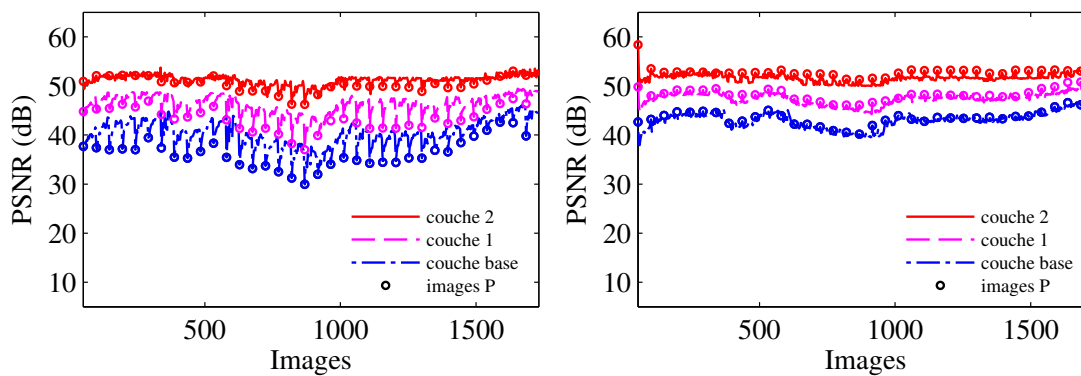 PSNR (dB)
60
50
40
30
20
10
500
1000
1500
Images
couche 2
couche 1
couche base
images P
PSNR (dB)
60
50
40
30
20
10
500
1000
1500
Images
couche 2
couche 1
couche base
images P